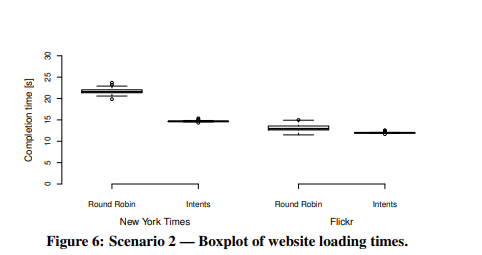 Completion time [s]
30
25
20
15
10
5
0
Round Robin
Intents
Round Robin
Intents
New York Times
Flickr
Figure 6: Scenario 2 — Boxplot of website loading times.